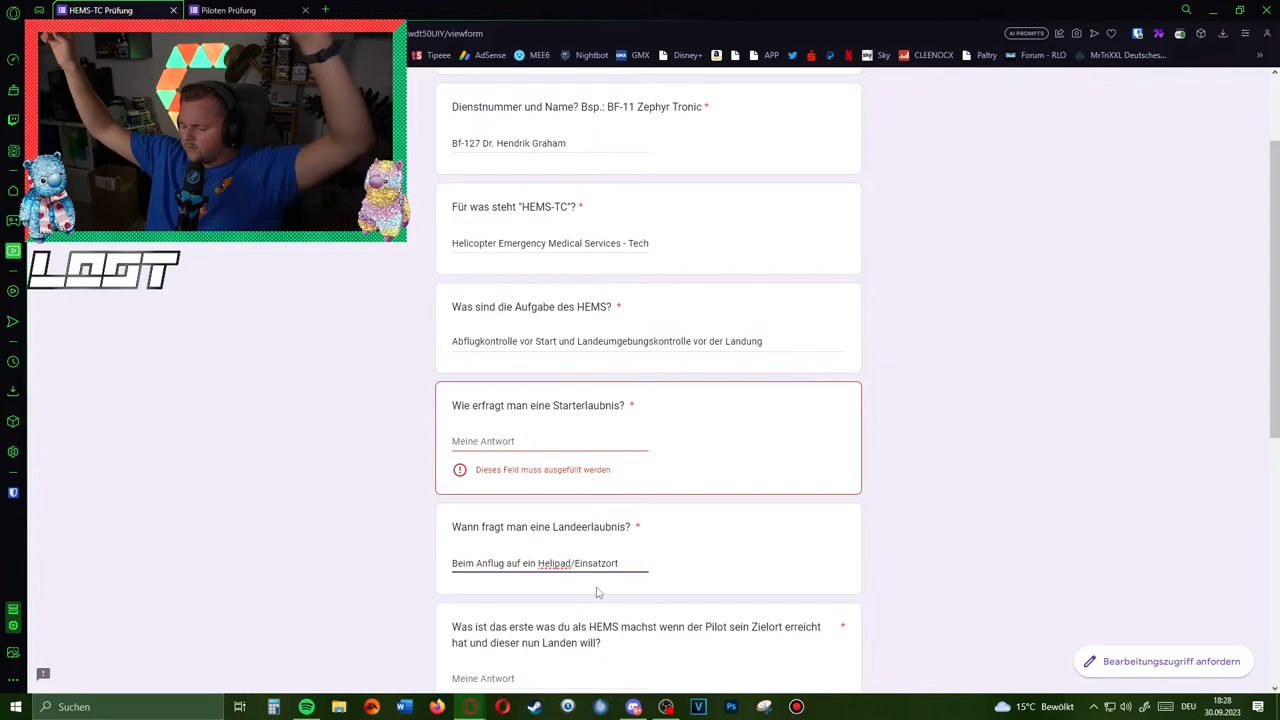 HEMS-TC Prüfung
Piloten Prüfung
wdt50UIY/viewform
AI PROMPTS
Tipeee
AdSense
MEE6
Nightbot
GMX
Disney+
APP
Sky
CLEENOCX
Paltry
Forum - RLO
MrTriXXL Deutsches...
LOOT
Dienstnummer und Name? Bsp.: BF-11 Zephyr Tronic *
Bf-127 Dr. Hendrik Graham
Für was steht "HEMS-TC"? *
Helicopter Emergency Medical Services - Tech
Was sind die Aufgabe des HEMS? *
Abflugkontrolle vor Start und Landeumgebungskontrolle vor der Landung
Wie erfragt man eine Starterlaubnis? *
Meine Antwort
Dieses Feld muss ausgefüllt werden
Wann fragt man eine Landeerlaubnis? *
Beim Anflug auf ein Helipad/Einsatzort
Was ist das erste was du als HEMS machst wenn der Pilot sein Zielort erreicht *
hat und dieser nun Landen will?
Meine Antwort
Bearbeitungszugriff anfordern
Suchen
15°C Bewölkt
DEU
18:28
30.09.2023